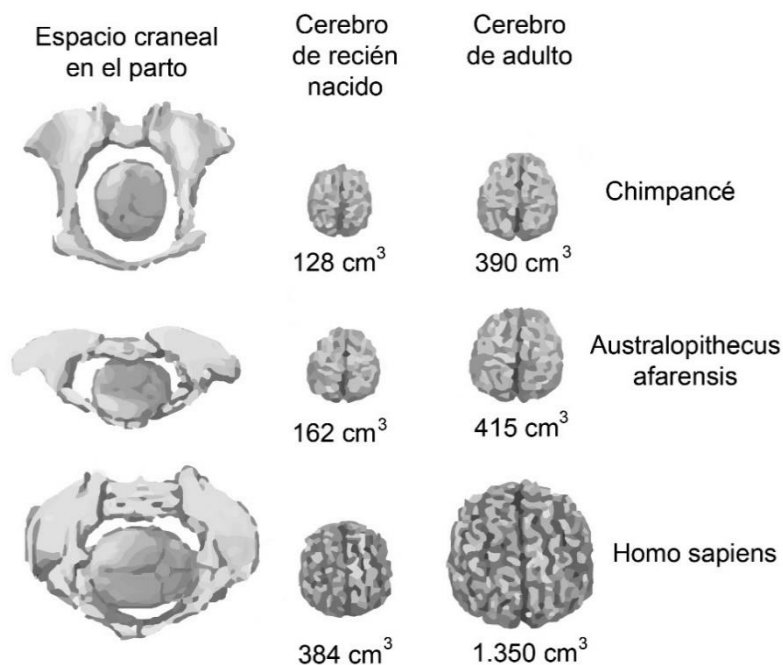 Espacio craneal
en el parto
Cerebro
de recién
nacido
Cerebro
de adulto
Chimpancé
128 cm³
390 cm³
Australopithecus
afarensis
162 cm³
415 cm³
Homo sapiens
384 cm³
1.350 cm³